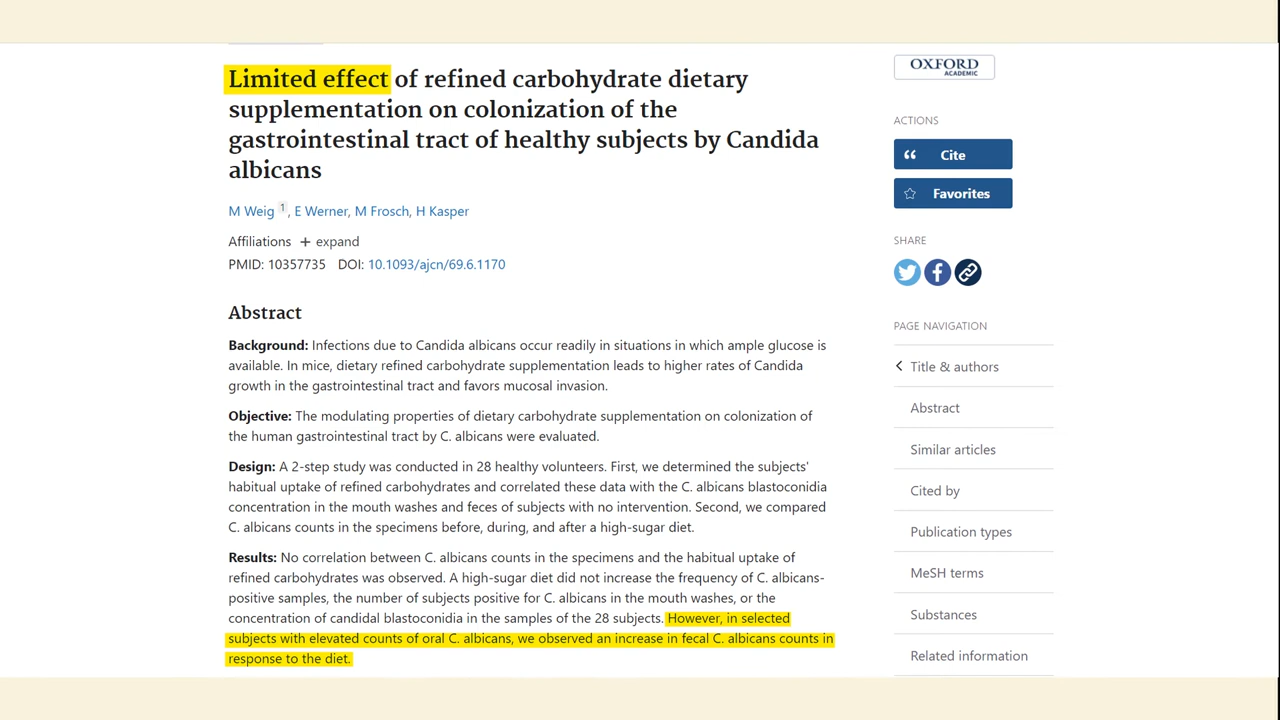 Limited effect of refined carbohydrate dietary
supplementation on colonization of the
gastrointestinal tract of healthy subjects by Candida
albicans
M Weig 1, E Werner, M Frosch, H Kasper
Affiliations + expand
PMID: 10357735 DOI: 10.1093/ajcn/69.6.1170
Abstract
Background: Infections due to Candida albicans occur readily in situations in which ample glucose is
available. In mice, dietary refined carbohydrate supplementation leads to higher rates of Candida
growth in the gastrointestinal tract and favors mucosal invasion.
Objective: The modulating properties of dietary carbohydrate supplementation on colonization of
the human gastrointestinal tract by C. albicans were evaluated.
Design: A 2-step study was conducted in 28 healthy volunteers. First, we determined the subjects'
habitual uptake of refined carbohydrates and correlated these data with the C. albicans blastoconidia
concentration in the mouth washes and feces of subjects with no intervention. Second, we compared
C. albicans counts in the specimens before, during, and after a high-sugar diet.
Results: No correlation between C. albicans counts in the specimens and the habitual uptake of
refined carbohydrates was observed. A high-sugar diet did not increase the frequency of C. albicans-
positive samples, the number of subjects positive for C. albicans in the mouth washes, or the
concentration of candidal blastoconidia in the samples of the 28 subjects. However, in selected
subjects with elevated counts of oral C. albicans, we observed an increase in fecal C. albicans counts in
response to the diet.
OXFORD
ACADEMIC
ACTIONS
Cite
Favorites
SHARE
PAGE NAVIGATION
Title & authors
Abstract
Similar articles
Cited by
Publication types
MeSH terms
Substances
Related information